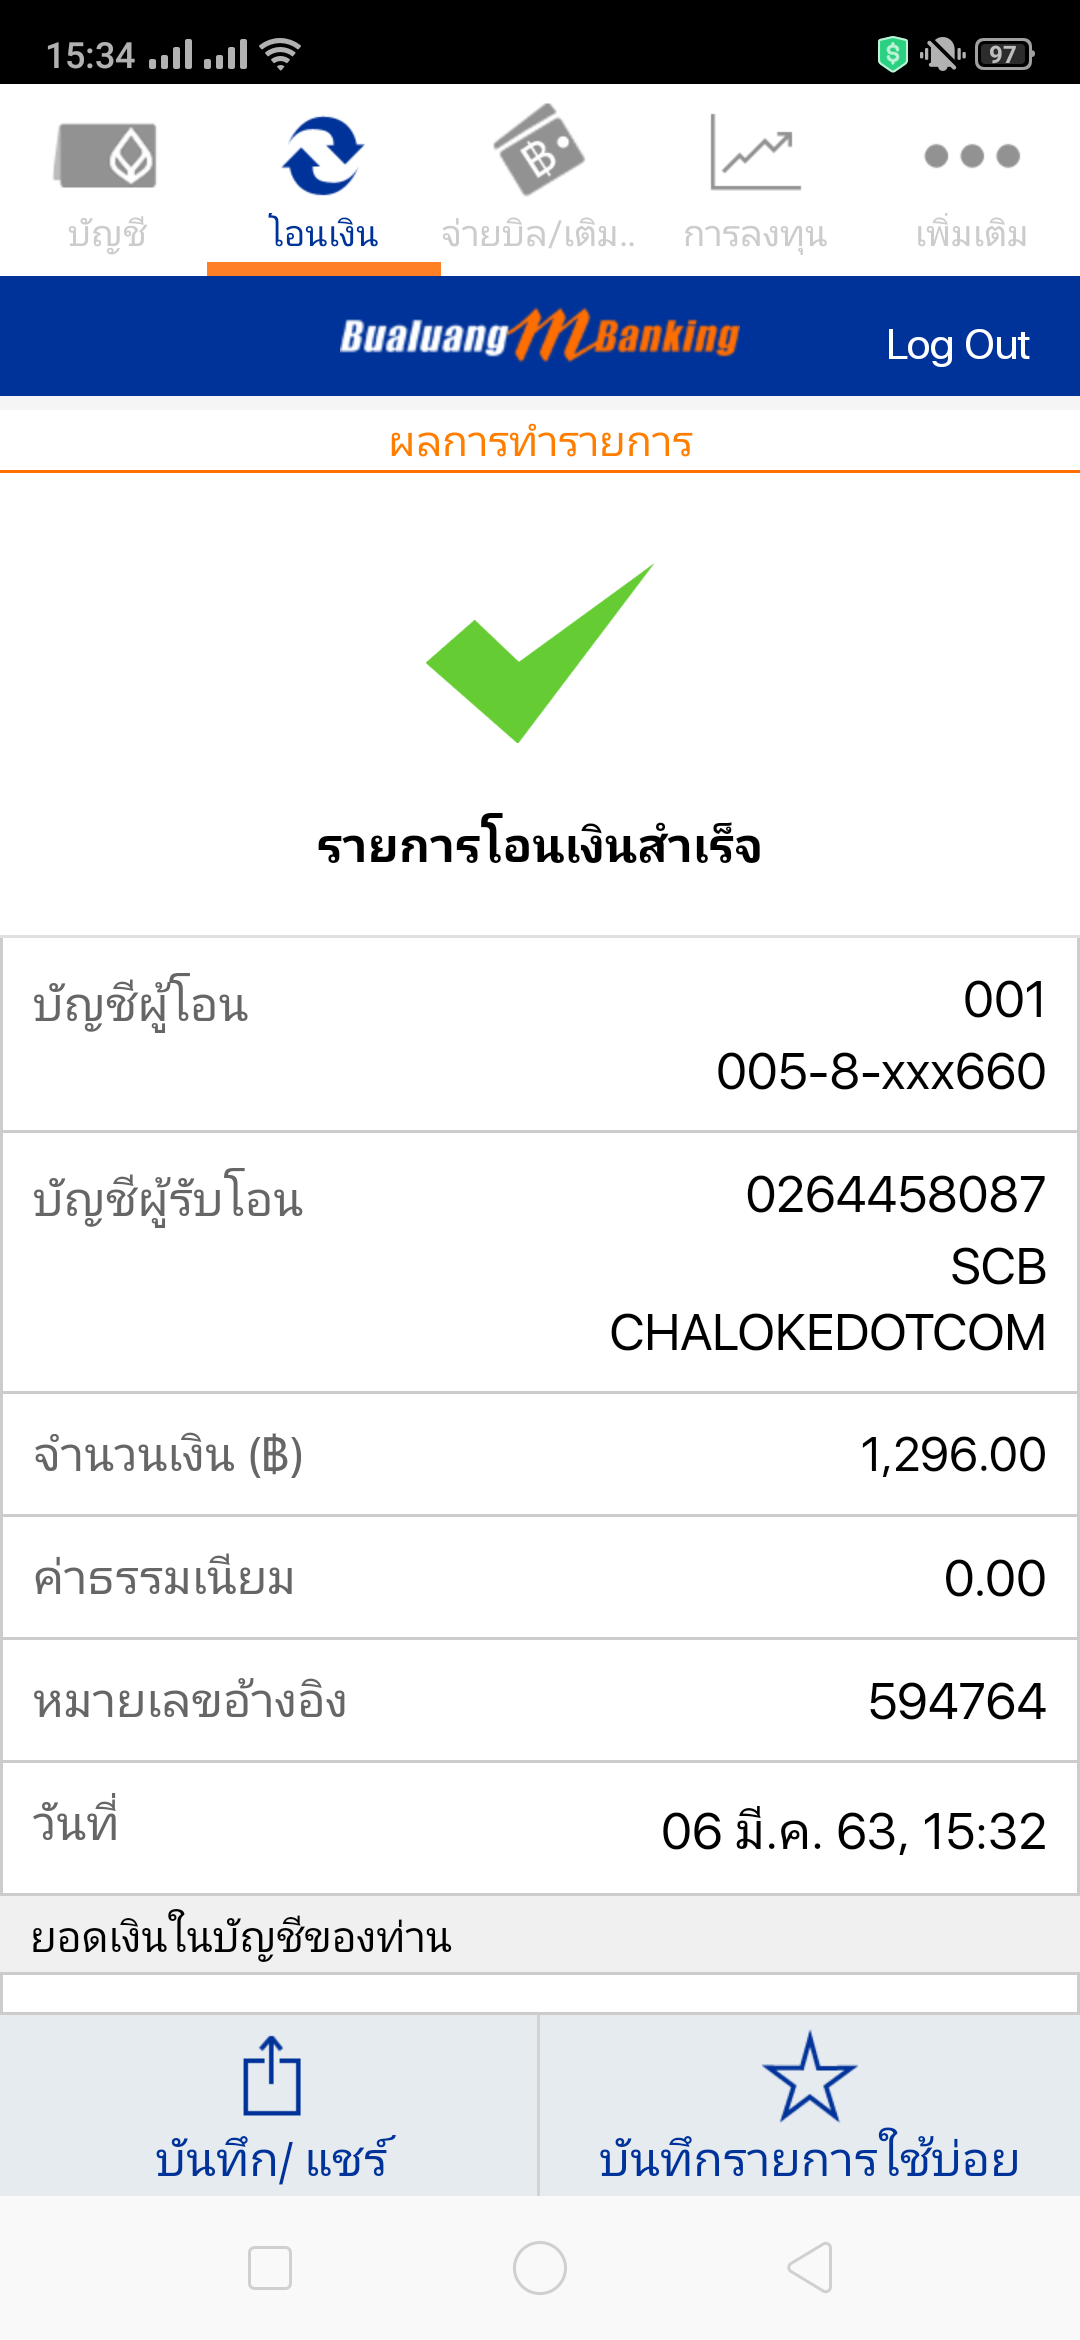 15:34
97
บัญชี
โอนเงิน
จ่ายบิล/เติม..
การลงทุน
เพิ่มเติม
Bualuang mBanking
Log Out
ผลการทำรายการ
รายการโอนเงินสำเร็จ
บัญชีผู้โอน
001
005-8-xxx660
บัญชีผู้รับโอน
0264458087
SCB
CHALOKEDOTCOM
จำนวนเงิน (฿)
1,296.00
ค่าธรรมเนียม
0.00
หมายเลขอ้างอิง
594764
วันที่
06 มี.ค. 63, 15:32
ยอดเงินในบัญชีของท่าน
บันทึก/ แชร์
บันทึกรายการใช้บ่อย